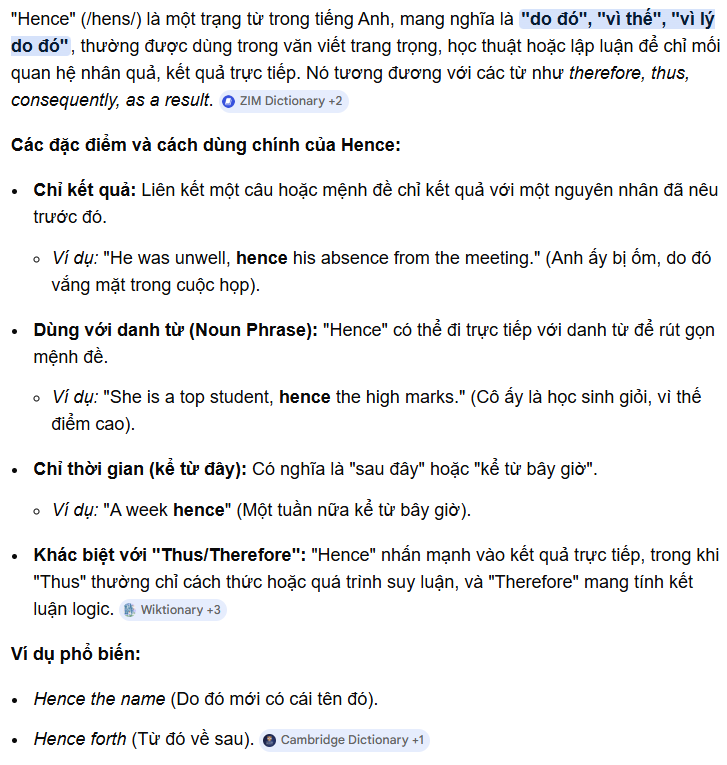 "Hence" (/hens/) là một trạng từ trong tiếng Anh, mang nghĩa là "do đó", "vì thế", "vì lý
do đó", thường được dùng trong văn viết trang trọng, học thuật hoặc lập luận để chỉ mối
quan hệ nhân quả, kết quả trực tiếp. Nó tương đương với các từ như therefore, thus,
consequently, as a result. ZIM Dictionary +2
Các đặc điểm và cách dùng chính của Hence:
• Chỉ kết quả: Liên kết một câu hoặc mệnh đề chỉ kết quả với một nguyên nhân đã nêu
trước đó.
◦ Ví dụ: "He was unwell, hence his absence from the meeting." (Anh ấy bị ốm, do đó
vắng mặt trong cuộc họp).
• Dùng với danh từ (Noun Phrase): "Hence" có thể đi trực tiếp với danh từ để rút gọn
mệnh đề.
◦ Ví dụ: "She is a top student, hence the high marks." (Cô ấy là học sinh giỏi, vì thế
điểm cao).
• Chỉ thời gian (kể từ đây): Có nghĩa là "sau đây" hoặc "kể từ bây giờ".
◦ Ví dụ: "A week hence" (Một tuần nữa kể từ bây giờ).
• Khác biệt với "Thus/Therefore": "Hence" nhấn mạnh vào kết quả trực tiếp, trong khi
"Thus" thường chỉ cách thức hoặc quá trình suy luận, và "Therefore" mang tính kết
luận logic. Wiktionary +3
Ví dụ phổ biến:
• Hence the name (Do đó mới có cái tên đó).
• Hence forth (Từ đó về sau). Cambridge Dictionary +1